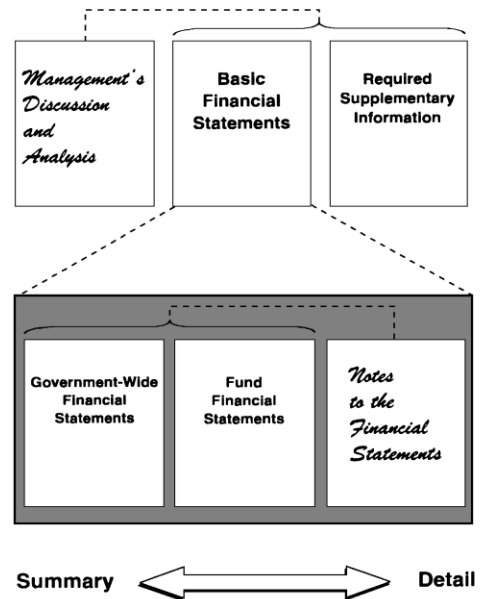 Management's
Discussion
and
Analysis
Basic
Financial
Statements
Required
Supplementary
Information
Government-Wide
Financial
Statements
Fund
Financial
Statements
Notes
to the
Financial
Statements
Summary
Detail